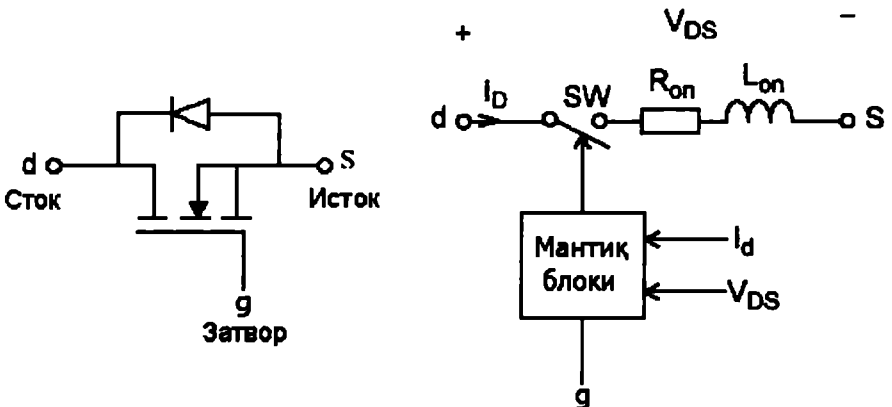 d
Сток
S
Исток
g
Затвор
+
V_DS
−
d
I_D
SW
R_on
L_on
S
Мантиқ
блоки
I_d
V_DS
g